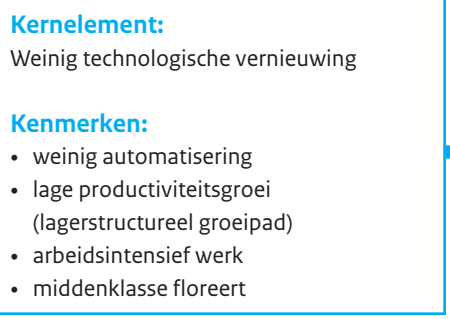 Kernelement:
Weinig technologische vernieuwing
Kenmerken:
• weinig automatisering
• lage productiviteitsgroei
(lagerstructureel groeipad)
• arbeidsintensief werk
• middenklasse floreert